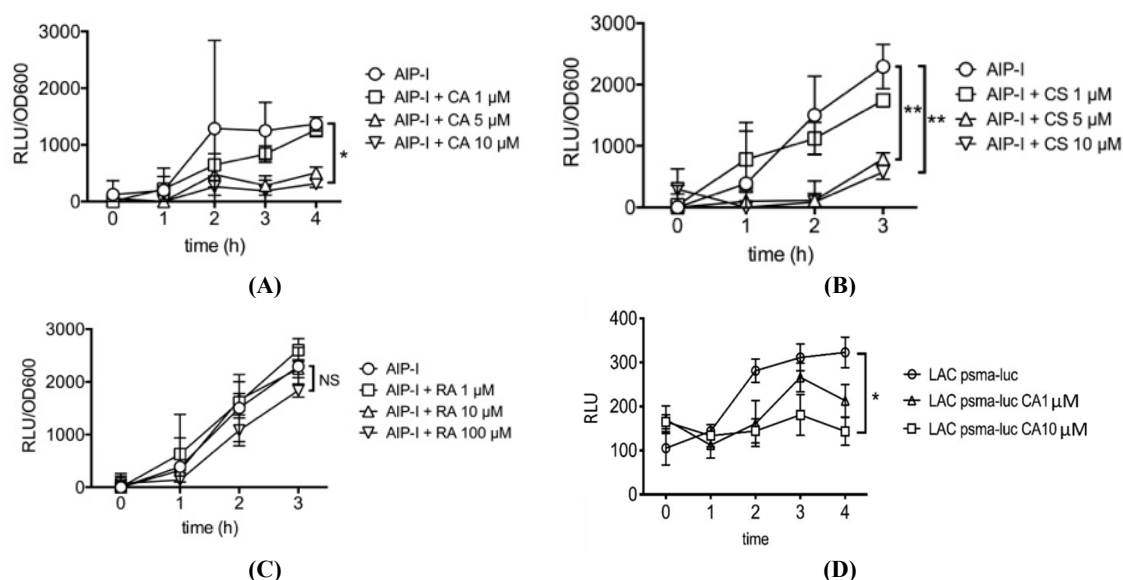 3000
2000
1000
0
RLU/OD600
0 1 2 3 4
time (h)
AIP-I
AIP-I + CA 1 µM
AIP-I + CA 5 µM
AIP-I + CA 10 µM
*
(A)
3000
2000
1000
0
RLU/OD600
0 1 2 3
time (h)
AIP-I
AIP-I + CS 1 µM
AIP-I + CS 5 µM
AIP-I + CS 10 µM
** **
(B)
3000
2000
1000
0
RLU/OD600
0 1 2 3
time (h)
AIP-I
AIP-I + RA 1 µM
AIP-I + RA 10 µM
AIP-I + RA 100 µM
NS
(C)
400
300
200
100
0
RLU
0 1 2 3 4
time
LAC psma-luc
LAC psma-luc CA1 µM
LAC psma-luc CA10 µM
*
(D)